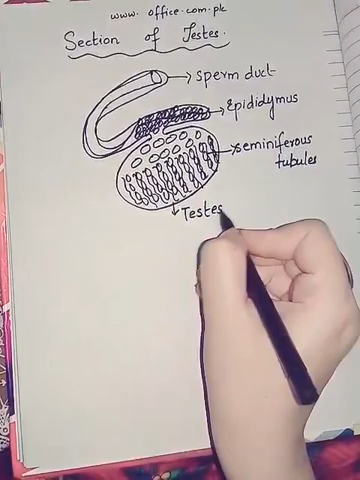 www. office.com.pk
Section of Testes.
sperm duct
Epididymus
seminiferous
tubules
Testes